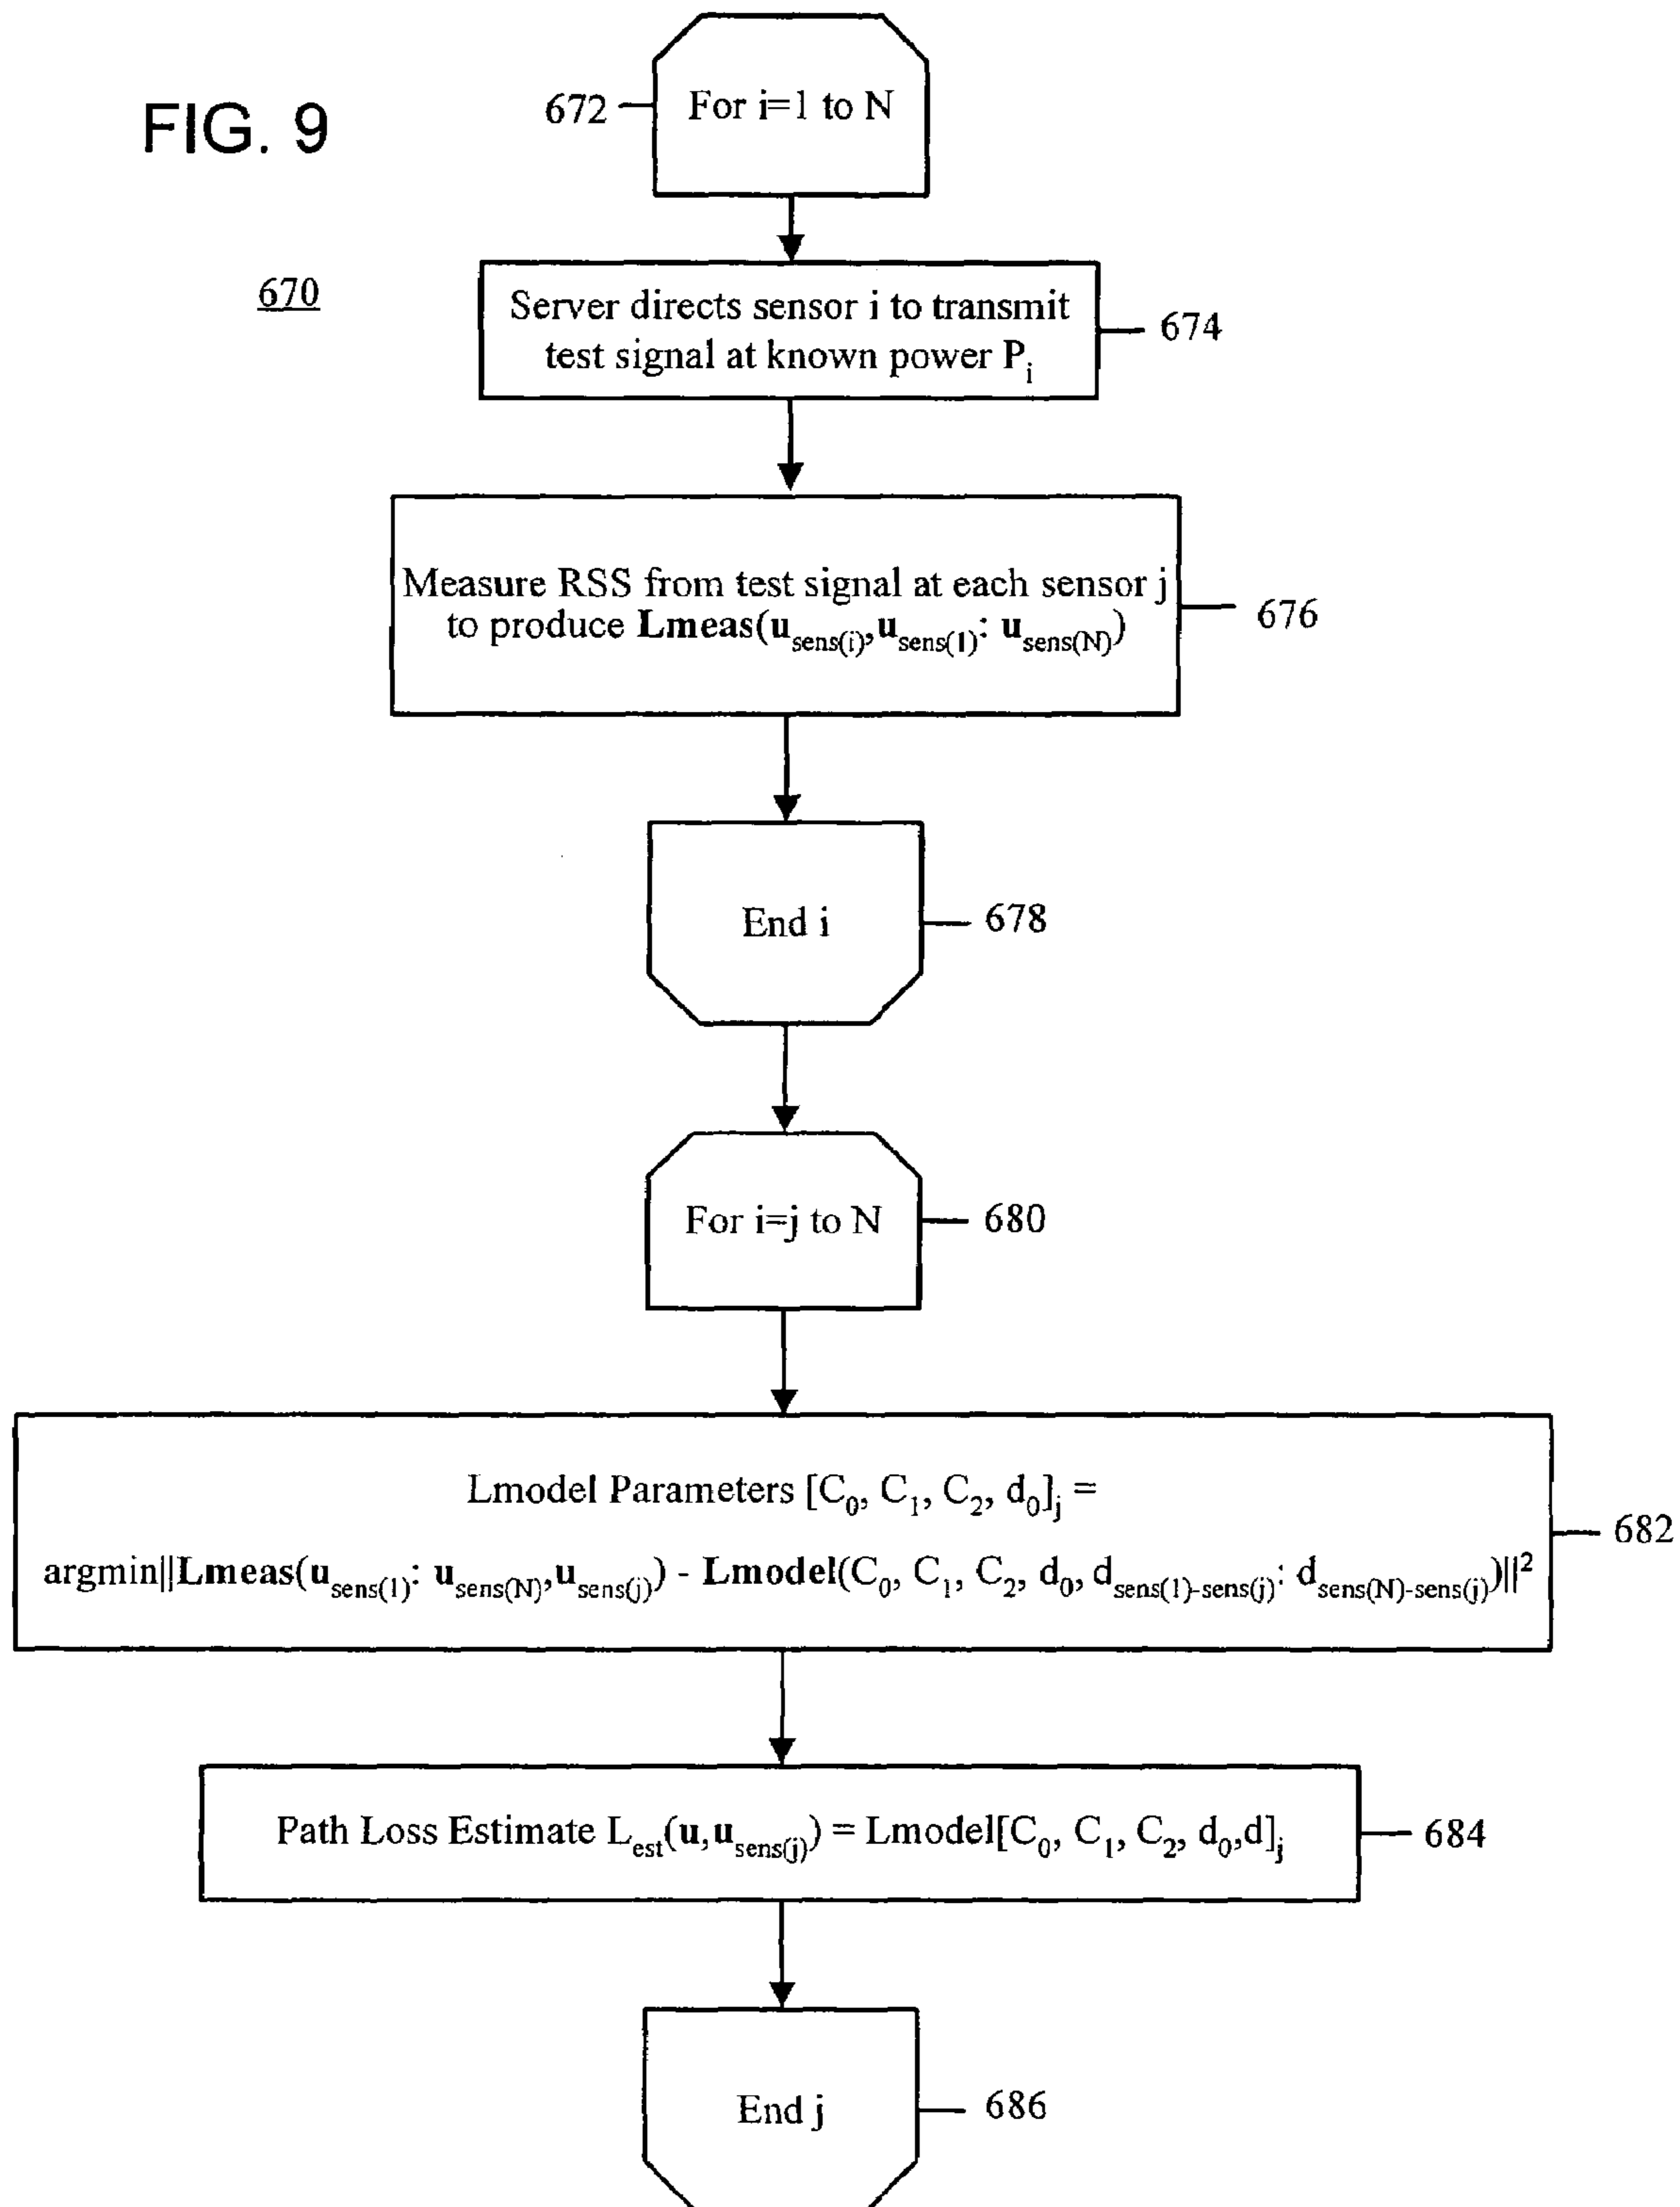 FIG. 9
672
For i=1 to N
670
Server directs sensor i to transmit
test signal at known power P_i
674
Measure RSS from test signal at each sensor j
to produce Lmeas(u_sens(i),u_sens(1): u_sens(N))
676
End i
678
For i=j to N
680
Lmodel Parameters [C_0, C_1, C_2, d_0]_j =
argmin||Lmeas(u_sens(1): u_sens(N),u_sens(j)) - Lmodel(C_0, C_1, C_2, d_0, d_sens(1)-sens(j): d_sens(N)-sens(j))||^2
682
Path Loss Estimate L_est(u,u_sens(j)) = Lmodel[C_0, C_1, C_2, d_0,d]_j
684
End j
686